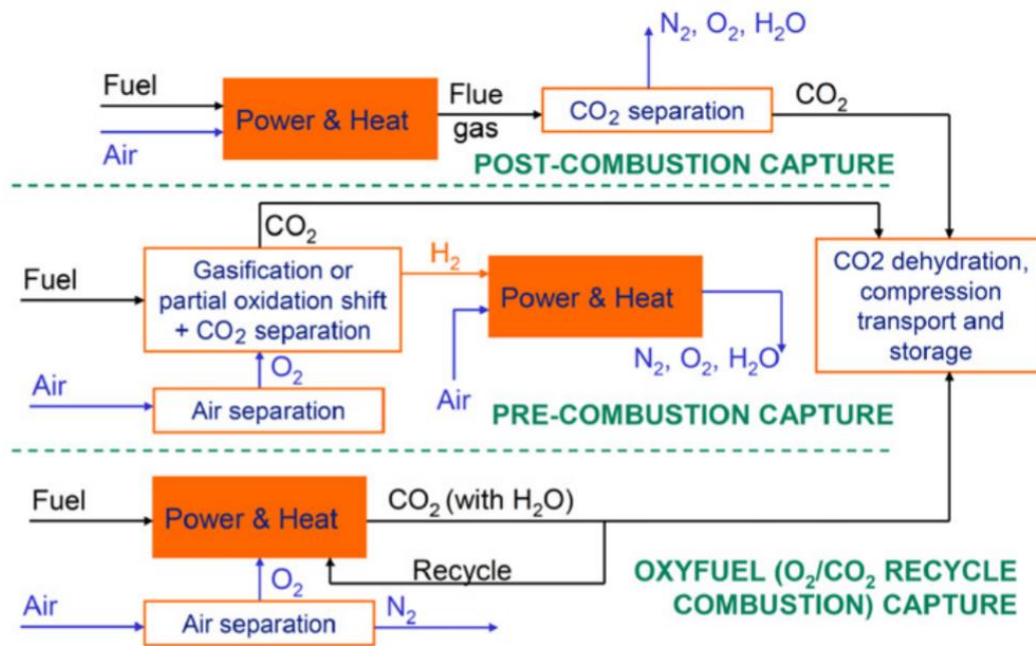 N₂, O₂, H₂O
Fuel
Air
Power & Heat
Flue
gas
CO₂ separation
CO₂
POST-COMBUSTION CAPTURE
CO₂
Fuel
Gasification or
partial oxidation shift
+ CO₂ separation
H₂
Power & Heat
N₂, O₂, H₂O
Air
O₂
Air
Air separation
PRE-COMBUSTION CAPTURE
CO2 dehydration,
compression
transport and
storage
Fuel
Power & Heat
CO₂ (with H₂O)
Recycle
O₂
Air
Air separation
N₂
OXYFUEL (O₂/CO₂ RECYCLE
COMBUSTION) CAPTURE